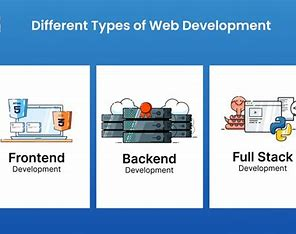 Different Types of Web Development
Frontend
Development
Backend
Development
Full Stack
Development